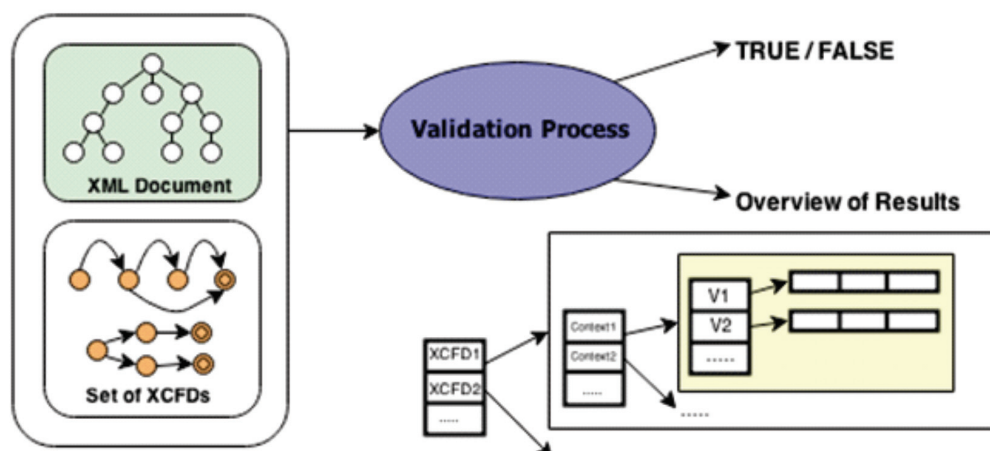 XML Document
Set of XCFDs
Validation Process
TRUE / FALSE
Overview of Results
XCFD1
XCFD2
.....
Context1
Context2
.....
.....
V1
V2
.....